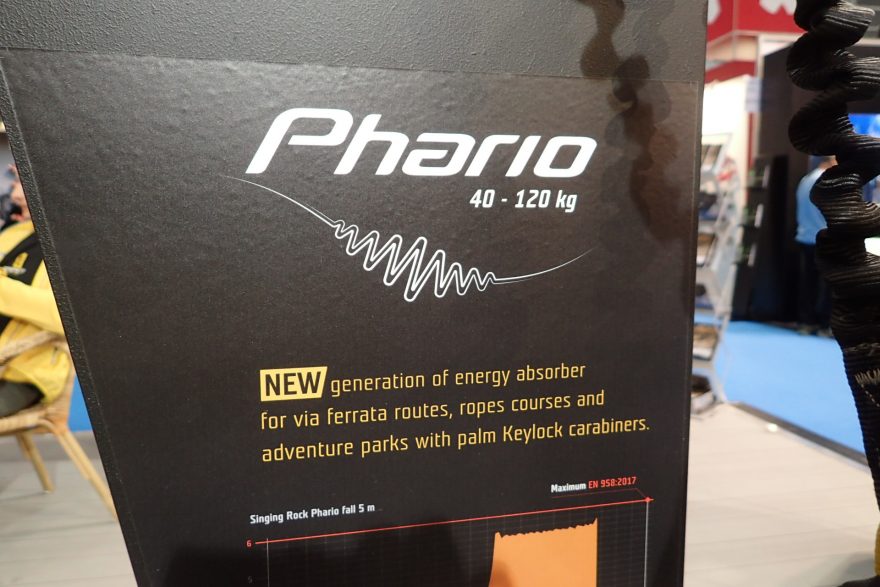 Phario
40 - 120 kg
NEW generation of energy absorber
for via ferrata routes, ropes courses and
adventure parks with palm Keylock carabiners.
Maximum EN 958:2017
Singing Rock Phario fall 5 m
6
5